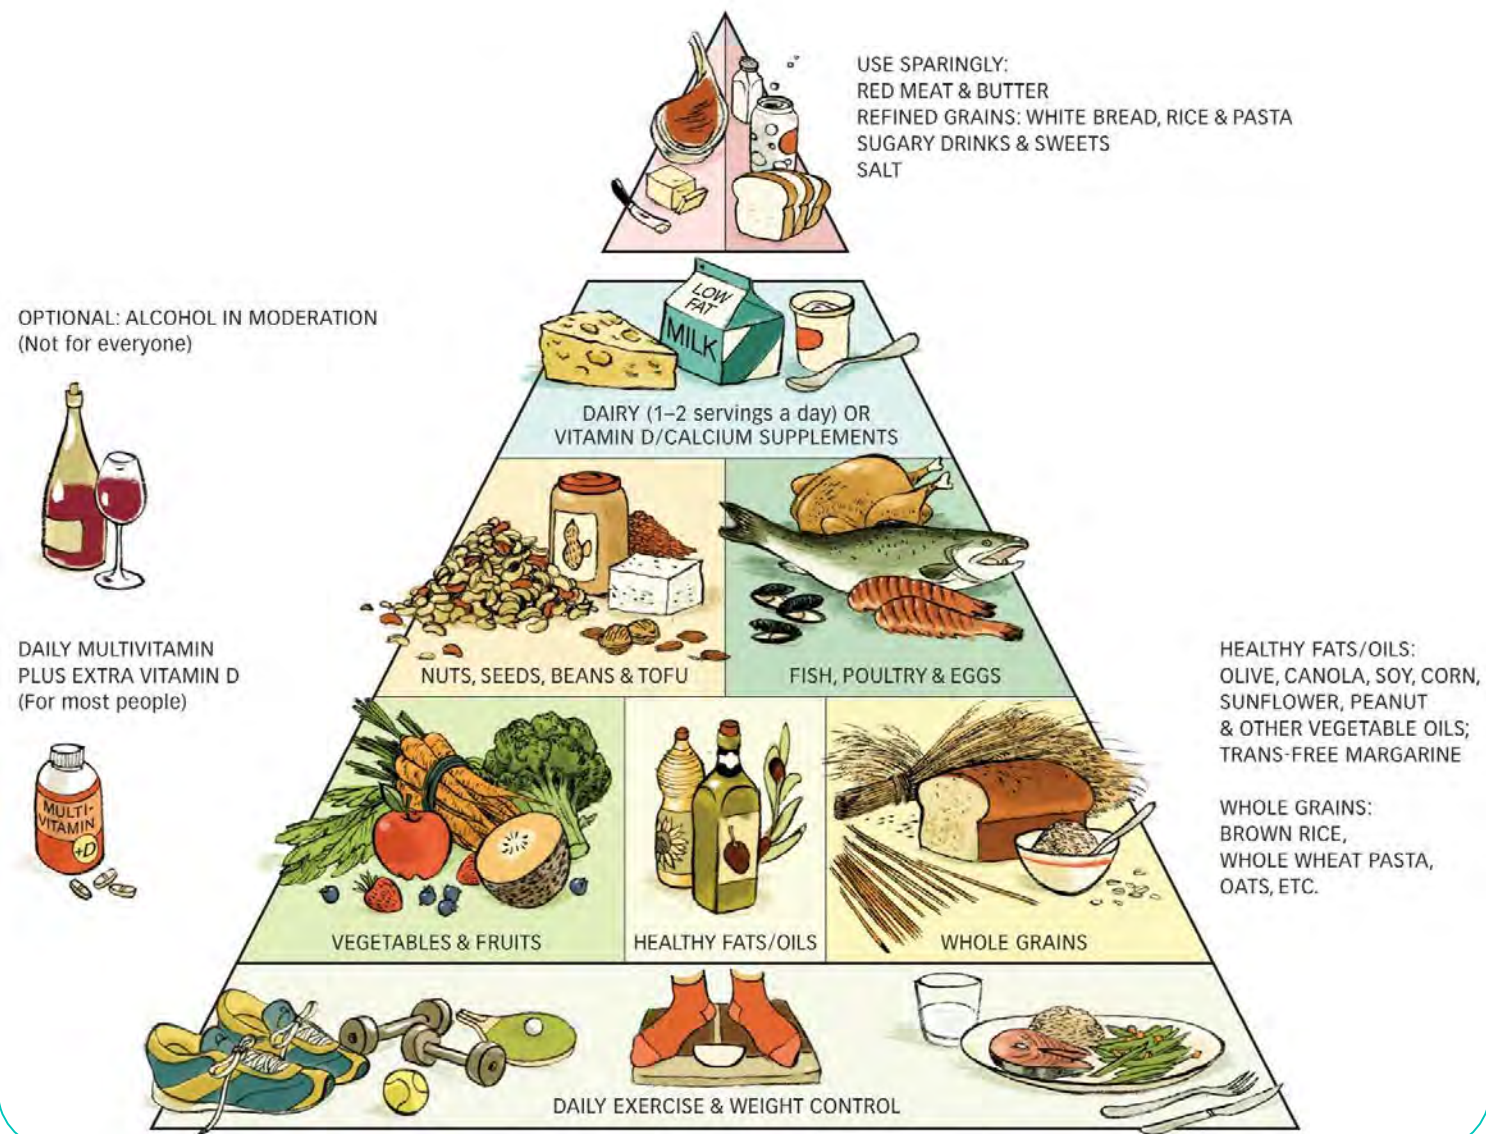 USE SPARINGLY:
RED MEAT & BUTTER
REFINED GRAINS: WHITE BREAD, RICE & PASTA
SUGARY DRINKS & SWEETS
SALT
OPTIONAL: ALCOHOL IN MODERATION
(Not for everyone)
LOW
FAT
MILK
DAIRY (1–2 servings a day) OR
VITAMIN D/CALCIUM SUPPLEMENTS
NUTS, SEEDS, BEANS & TOFU
FISH, POULTRY & EGGS
DAILY MULTIVITAMIN
PLUS EXTRA VITAMIN D
(For most people)
MULTI-
VITAMIN
+D
HEALTHY FATS/OILS:
OLIVE, CANOLA, SOY, CORN,
SUNFLOWER, PEANUT
& OTHER VEGETABLE OILS;
TRANS-FREE MARGARINE
WHOLE GRAINS:
BROWN RICE,
WHOLE WHEAT PASTA,
OATS, ETC.
VEGETABLES & FRUITS
HEALTHY FATS/OILS
WHOLE GRAINS
DAILY EXERCISE & WEIGHT CONTROL